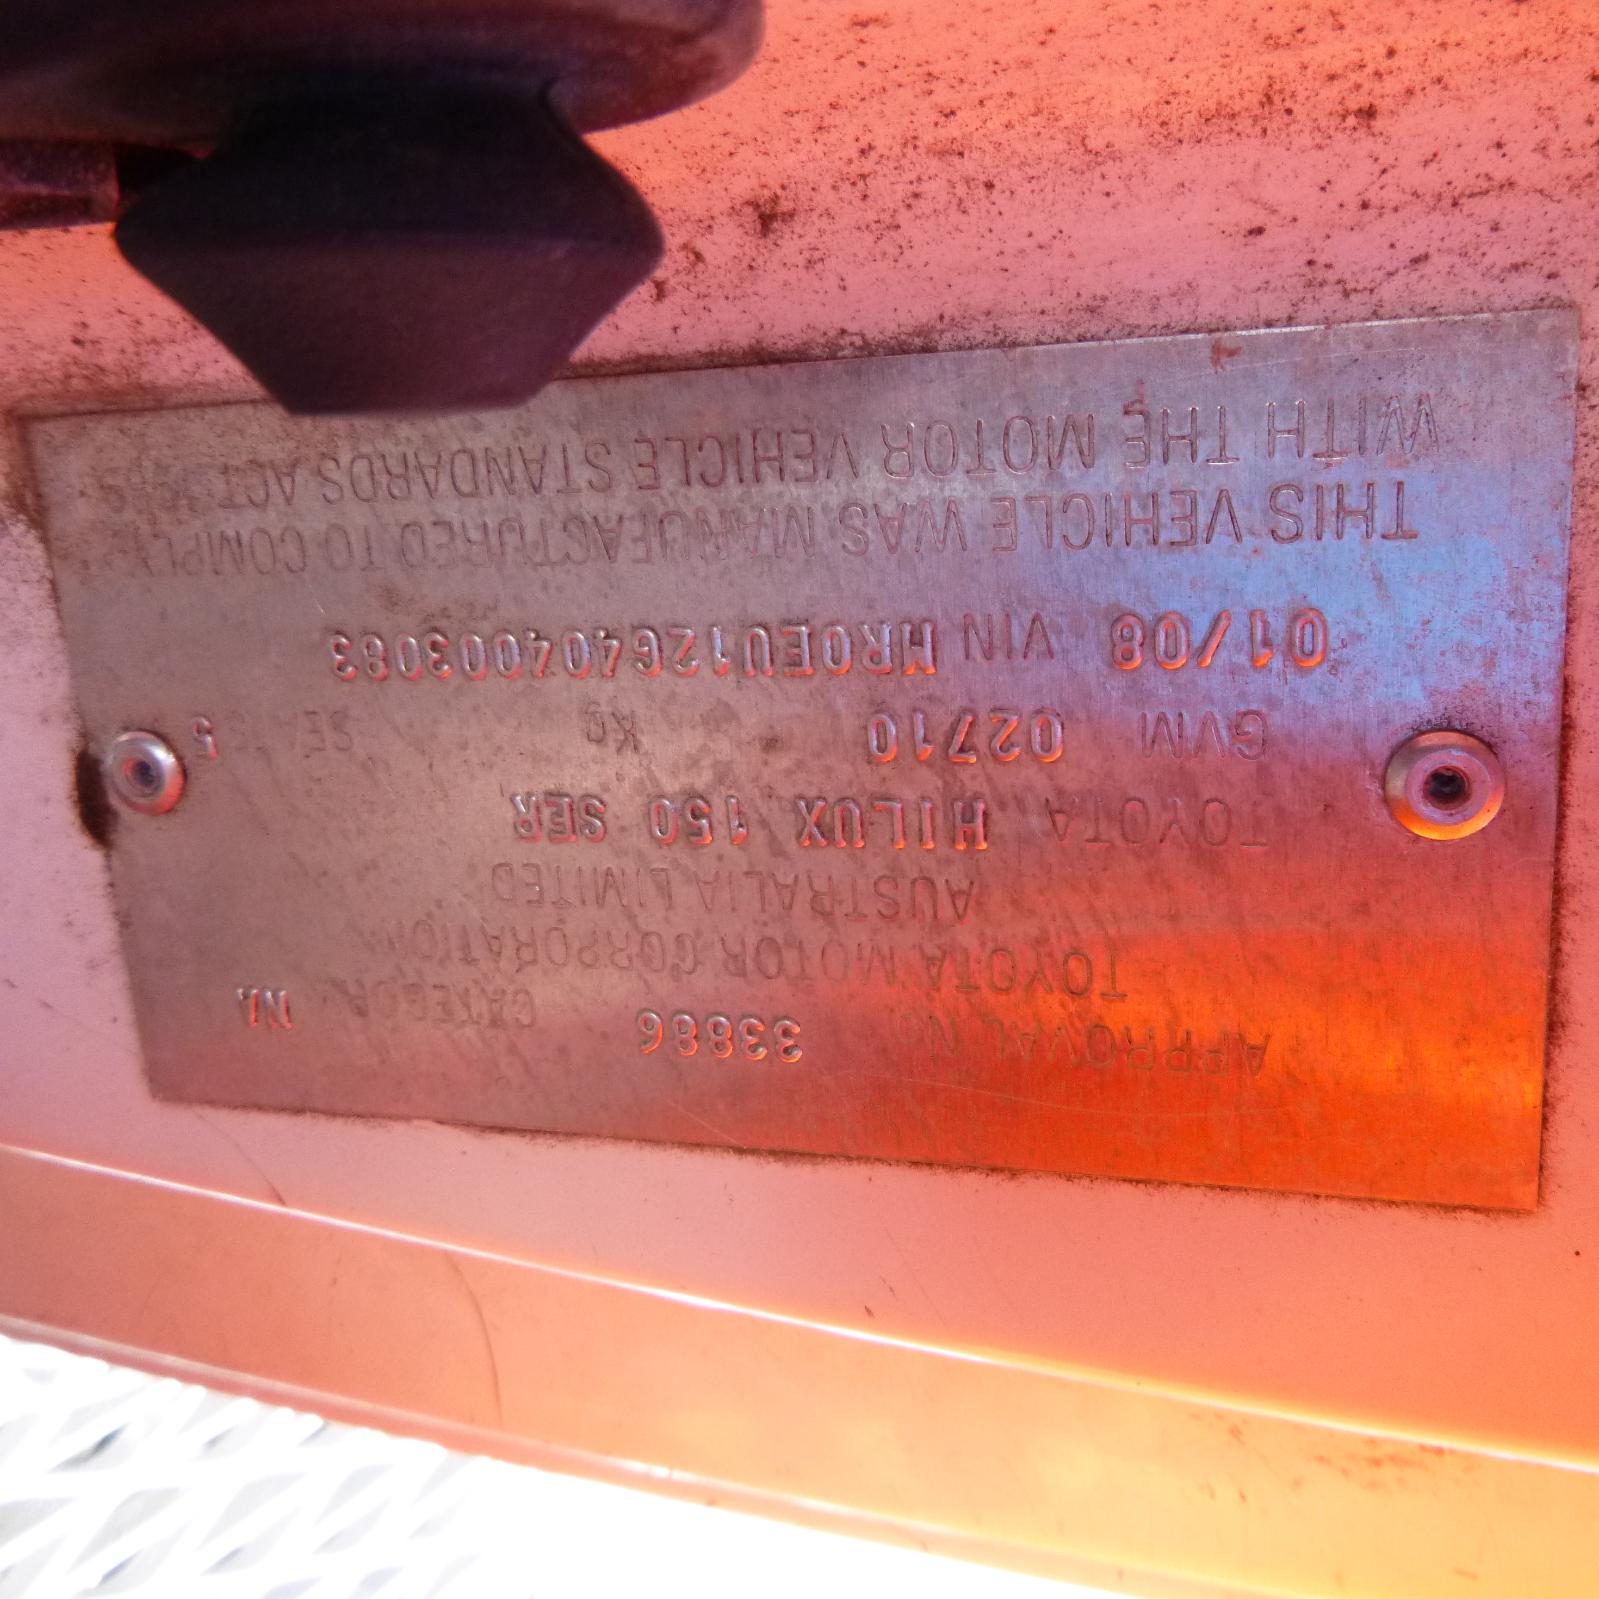 APPROVAL No 33886 CATEGORY NA
TOYOTA MOTOR CORPORATION
AUSTRALIA LIMITED
TOYOTA HILUX 150 SER
GVM 02710 Kg SEATS 5
01/08 VIN MR0EU12G404003083
THIS VEHICLE WAS MANUFACTURED TO COMPLY
WITH THE MOTOR VEHICLE STANDARDS ACT 1989